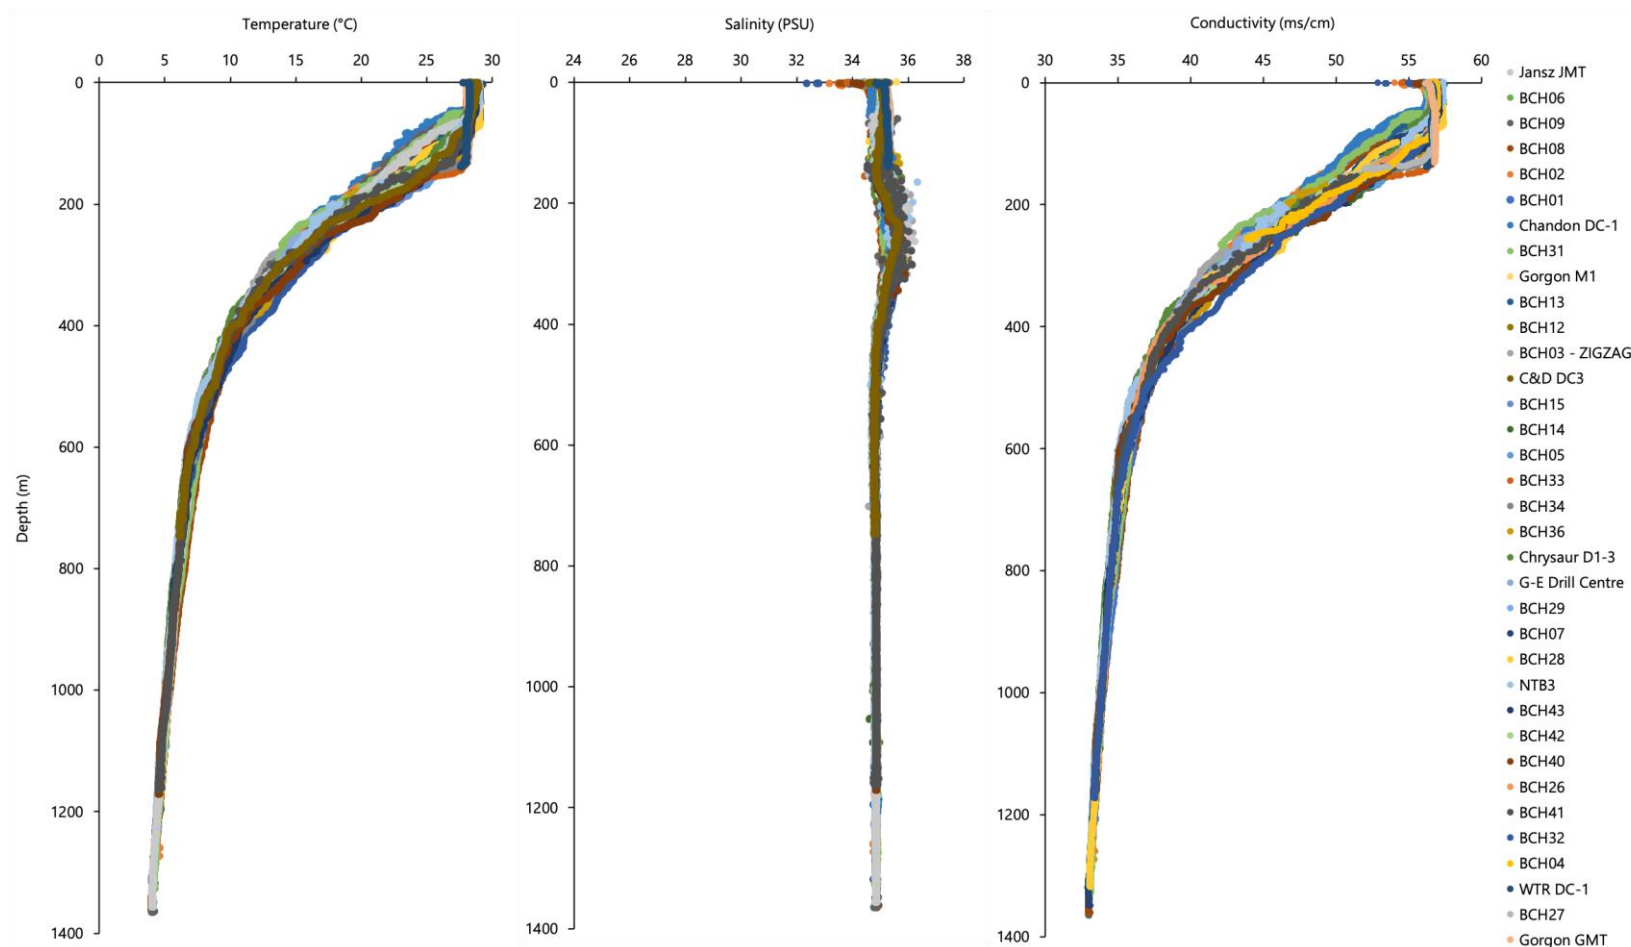 Temperature (°C)
0 5 10 15 20 25 30
0
200
400
600
800
1000
1200
1400
Depth (m)
Salinity (PSU)
24 26 28 30 32 34 36 38
0
200
400
600
800
1000
1200
1400
Conductivity (ms/cm)
30 35 40 45 50 55 60
0
200
400
600
800
1000
1200
1400
Jansz JMT
BCH06
BCH09
BCH08
BCH02
BCH01
Chandon DC-1
BCH31
Gorgon M1
BCH13
BCH12
BCH03 - ZIGZAG
C&D DC3
BCH15
BCH14
BCH05
BCH33
BCH34
BCH36
Chrysaur D1-3
G-E Drill Centre
BCH29
BCH07
BCH28
NTB3
BCH43
BCH42
BCH40
BCH26
BCH41
BCH32
BCH04
WTR DC-1
BCH27
Gorgon GMT